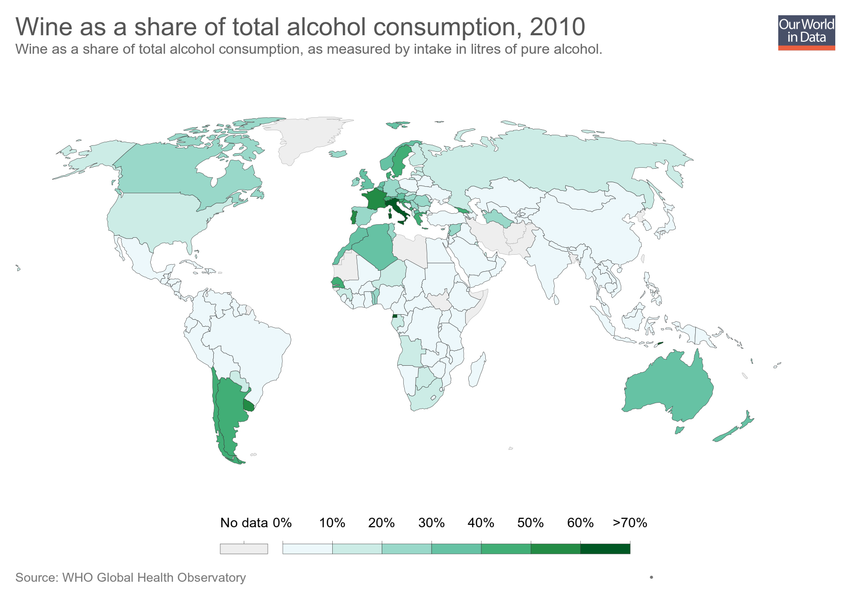 Wine as a share of total alcohol consumption, 2010
Wine as a share of total alcohol consumption, as measured by intake in litres of pure alcohol.
Our World
in Data
No data 0% 10% 20% 30% 40% 50% 60% >70%
Source: WHO Global Health Observatory